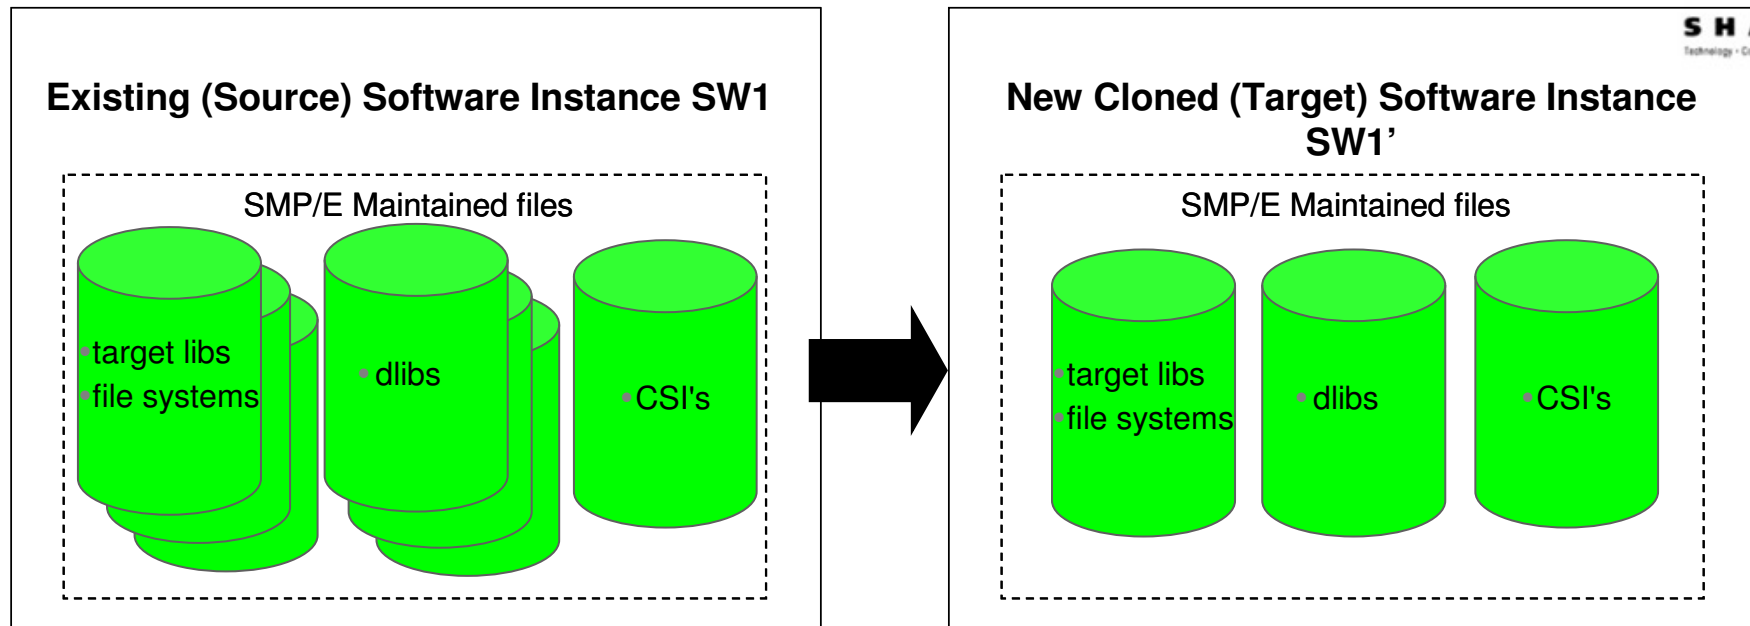 S H
Existing (Source) Software Instance SW1
SMP/E Maintained files
•target libs
•file systems
• dlibs
•CSI's
New Cloned (Target) Software Instance
SW1’
SMP/E Maintained files
•target libs
•file systems
• dlibs
•CSI's